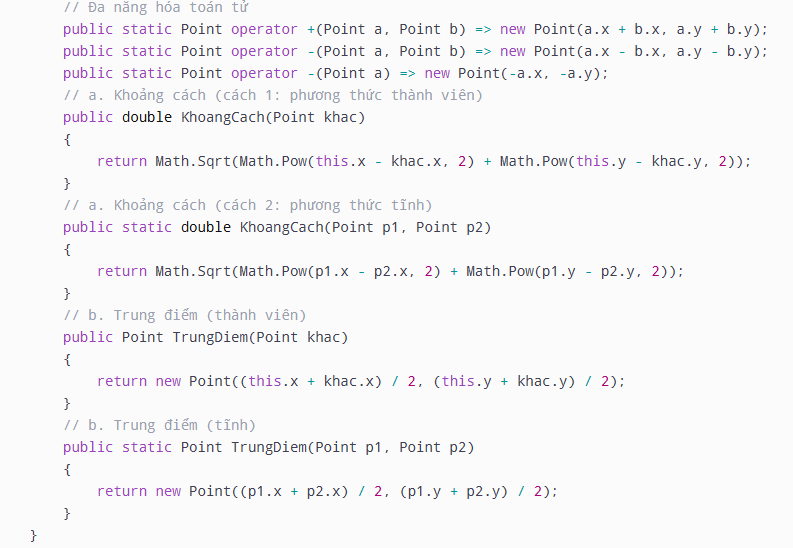 // Đa năng hóa toán tử
public static Point operator +(Point a, Point b) => new Point(a.x + b.x, a.y + b.y);
public static Point operator -(Point a, Point b) => new Point(a.x - b.x, a.y - b.y);
public static Point operator -(Point a) => new Point(-a.x, -a.y);
// a. Khoảng cách (cách 1: phương thức thành viên)
public double KhoangCach(Point khac)
{
return Math.Sqrt(Math.Pow(this.x - khac.x, 2) + Math.Pow(this.y - khac.y, 2));
}
// a. Khoảng cách (cách 2: phương thức tĩnh)
public static double KhoangCach(Point p1, Point p2)
{
return Math.Sqrt(Math.Pow(p1.x - p2.x, 2) + Math.Pow(p1.y - p2.y, 2));
}
// b. Trung điểm (thành viên)
public Point TrungDiem(Point khac)
{
return new Point((this.x + khac.x) / 2, (this.y + khac.y) / 2);
}
// b. Trung điểm (tĩnh)
public static Point TrungDiem(Point p1, Point p2)
{
return new Point((p1.x + p2.x) / 2, (p1.y + p2.y) / 2);
}
}